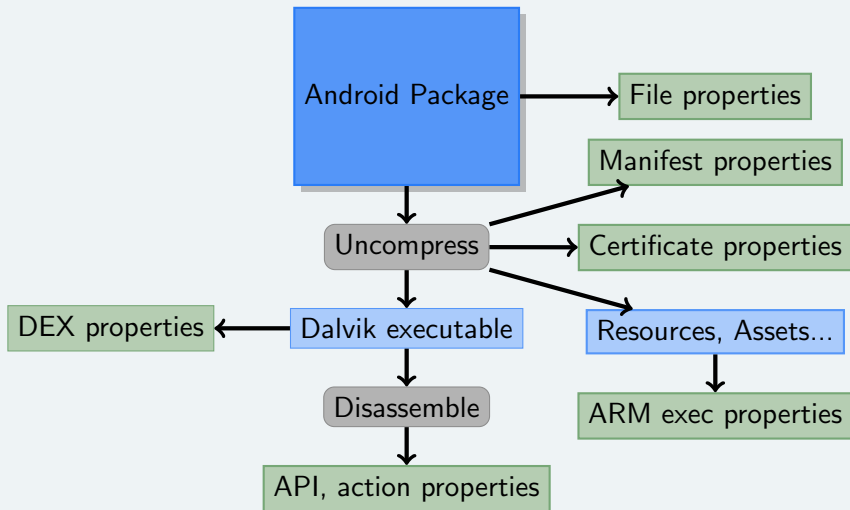 Android Package
File properties
Manifest properties
Uncompress
Certificate properties
DEX properties
Dalvik executable
Resources, Assets...
Disassemble
ARM exec properties
API, action properties